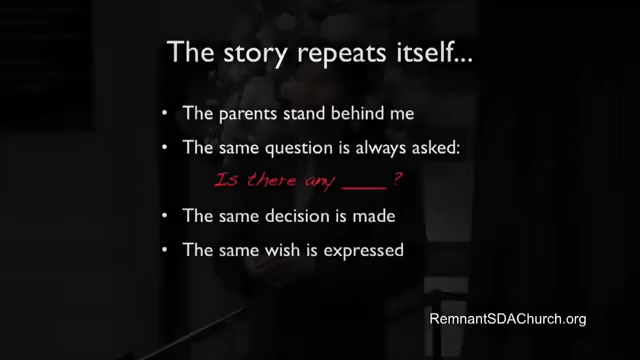 The story repeats itself...
• The parents stand behind me
• The same question is always asked:
Is there any ____ ?
• The same decision is made
• The same wish is expressed
RemnantSDAChurch.org